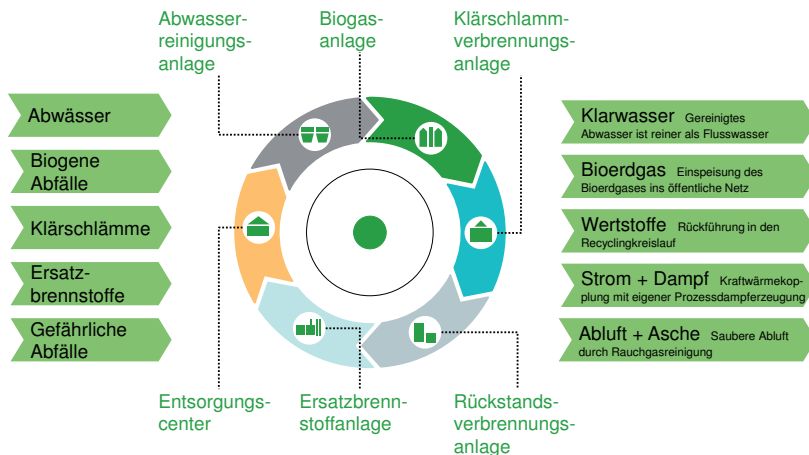 Abwasser-
reinigungs-
anlage
Biogas-
anlage
Klärschlamm-
verbrennungs-
anlage
Abwässer
Biogene
Abfälle
Klärschlämme
Ersatz-
brennstoffe
Gefährliche
Abfälle
Klarwasser Gereinigtes
Abwasser ist reiner als Flusswasser
Bioerdgas Einspeisung des
Bioerdgases ins öffentliche Netz
Wertstoffe Rückführung in den
Recyclingkreislauf
Strom + Dampf Kraftwärmekop-
plung mit eigener Prozessdampferzeugung
Abluft + Asche Saubere Abluft
durch Rauchgasreinigung
Entsorgungs-
center
Ersatzbrenn-
stoffanlage
Rückstands-
verbrennungs-
anlage